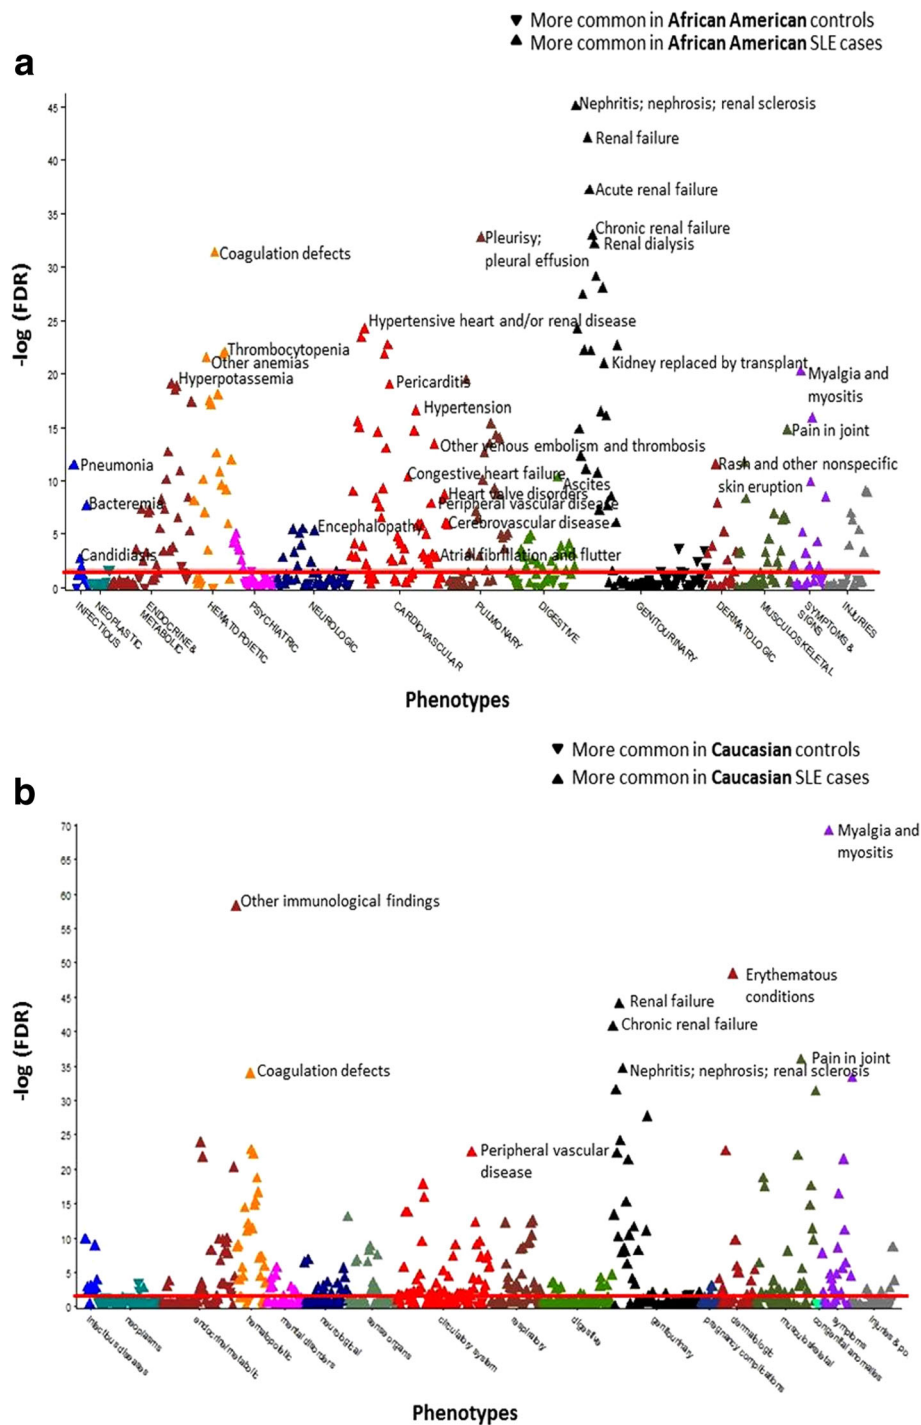 ▼ More common in African American controls
▲ More common in African American SLE cases
a
45
40
35
30
25
20
15
10
5
0
-log (FDR)
Nephritis; nephrosis; renal sclerosis
Renal failure
Acute renal failure
Chronic renal failure
Renal dialysis
Pleurisy;
pleural effusion
Coagulation defects
Hypertensive heart and/or renal disease
Thrombocytopenia
Other anemias
Hyperpotassemia
Kidney replaced by transplant
Pericarditis
Myalgia and
myositis
Hypertension
Pain in joint
Other venous embolism and thrombosis
Pneumonia
Rash and other nonspecific
skin eruption
Congestive heart failure
Ascites
Heart valve disorders
Peripheral vascular disease
Bacteremia
Cerebrovascular disease
Encephalopathy
Candidiasis
Atrial fibrillation and flutter
INFECTIOUS
NEOPLASTIC
ENDOCRINE &
METABOLIC
HEMATOPOIETIC
PSYCHIATRIC
NEUROLOGIC
CARDIOVASCULAR
PULMONARY
DIGESTIVE
GENITOURINARY
DERMATOLOGIC
MUSCULOSKELETAL
SYMPTOMS &
SIGNS
INJURIES
Phenotypes
▼ More common in Caucasian controls
▲ More common in Caucasian SLE cases
b
70
65
60
55
50
45
40
35
30
25
20
15
10
5
0
-log (FDR)
Myalgia and
myositis
Other immunological findings
Erythematous
conditions
Renal failure
Chronic renal failure
Pain in joint
Coagulation defects
Nephritis; nephrosis; renal sclerosis
Peripheral vascular
disease
infectious diseases
neoplasms
endocrine/metabolic
hematopoietic
mental disorders
neurological
sense organs
circulatory system
respiratory
digestive
genitourinary
pregnancy complications
dermatologic
musculoskeletal
congenital anomalies
symptoms
injuries & po
Phenotypes